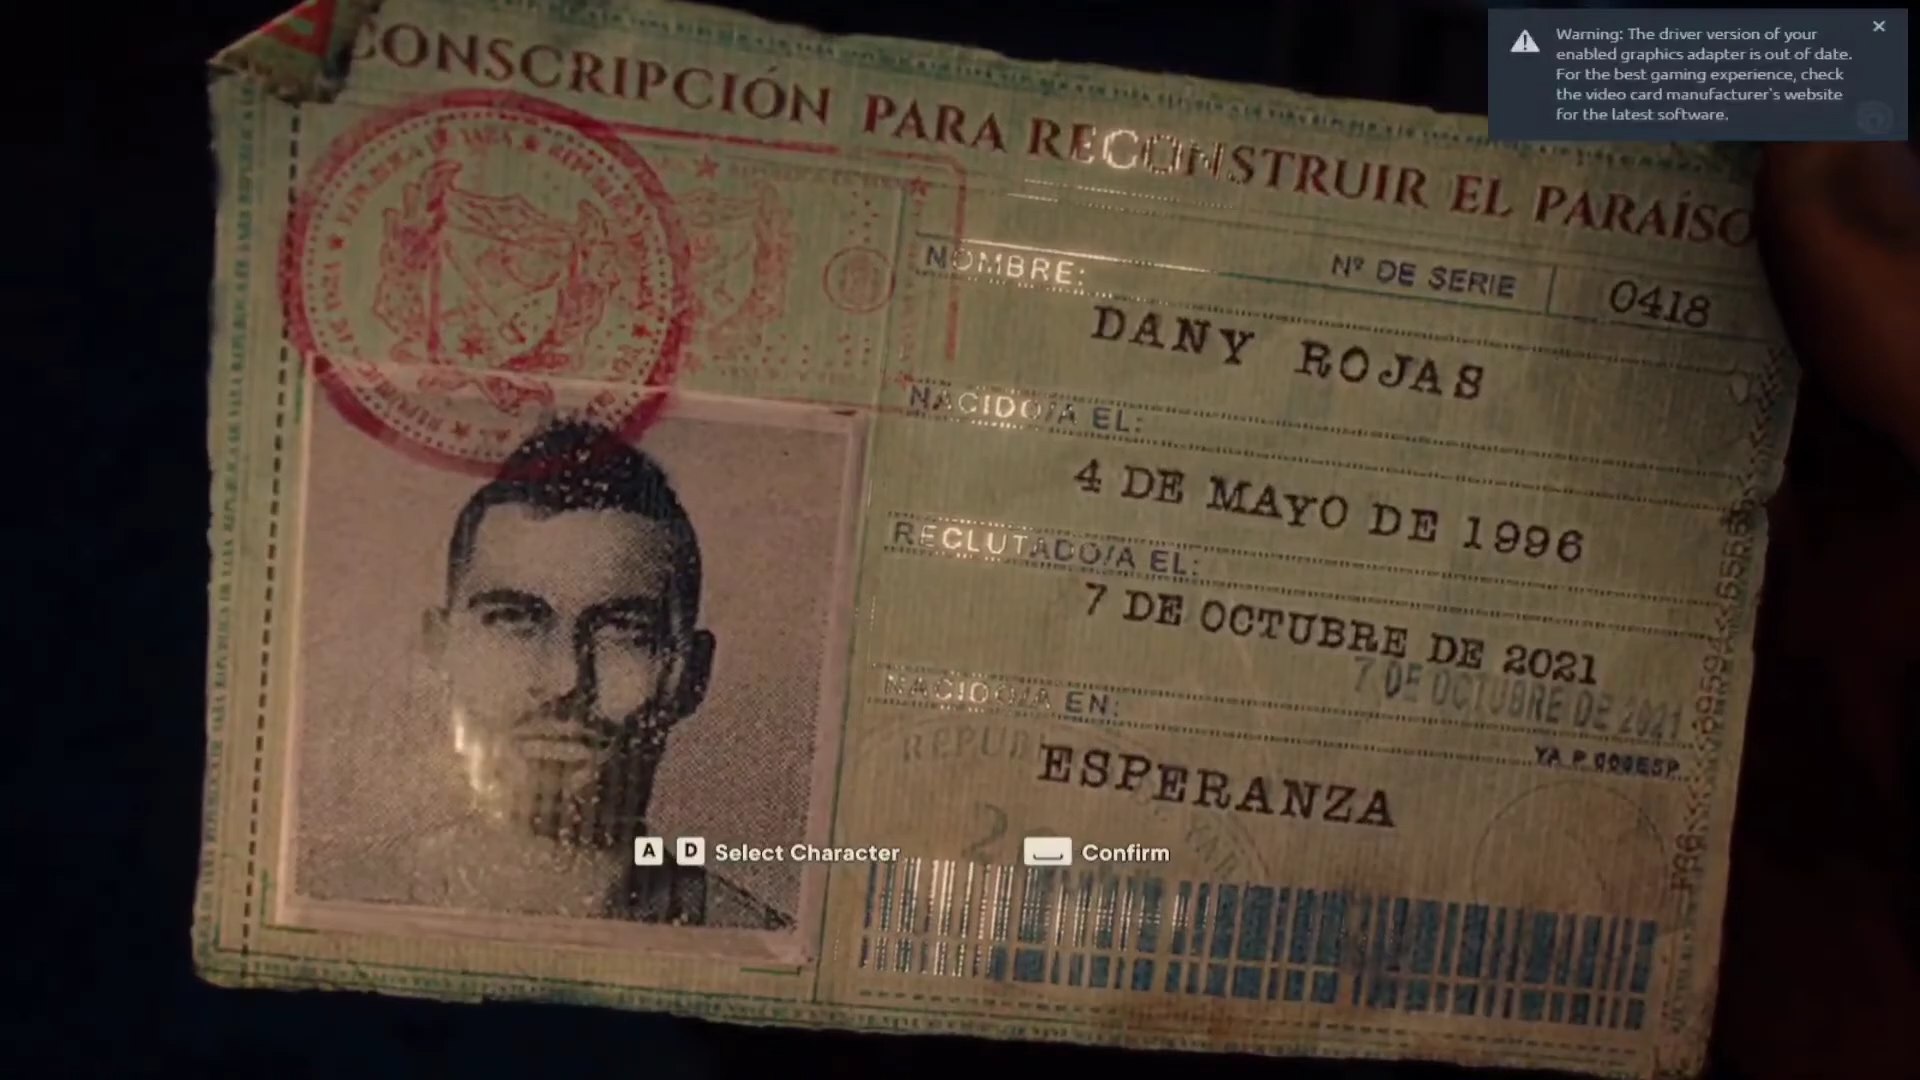 CONSCRIPCIÓN PARA RECONSTRUIR EL PARAÍSO
Warning: The driver version of your
enabled graphics adapter is out of date.
For the best gaming experience, check
the video card manufacturer's website
for the latest software.
NOMBRE:
Nº DE SERIE
0418
DANY ROJAS
NACIDO/A EL:
4 DE MAYO DE 1996
RECLUTADO/A EL:
7 DE OCTUBRE DE 2021
7 DE OCTUBRE DE 2021
NACIDO/A EN:
ESPERANZA
A D Select Character
Confirm